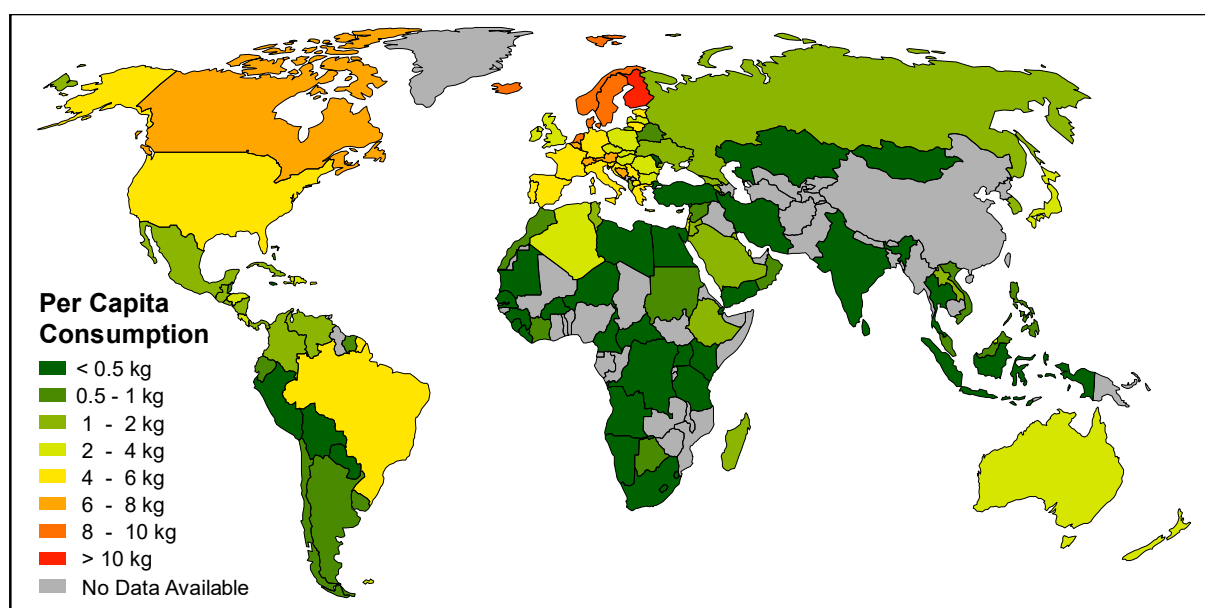 Per Capita
Consumption
< 0.5 kg
0.5 - 1 kg
1 - 2 kg
2 - 4 kg
4 - 6 kg
6 - 8 kg
8 - 10 kg
> 10 kg
No Data Available